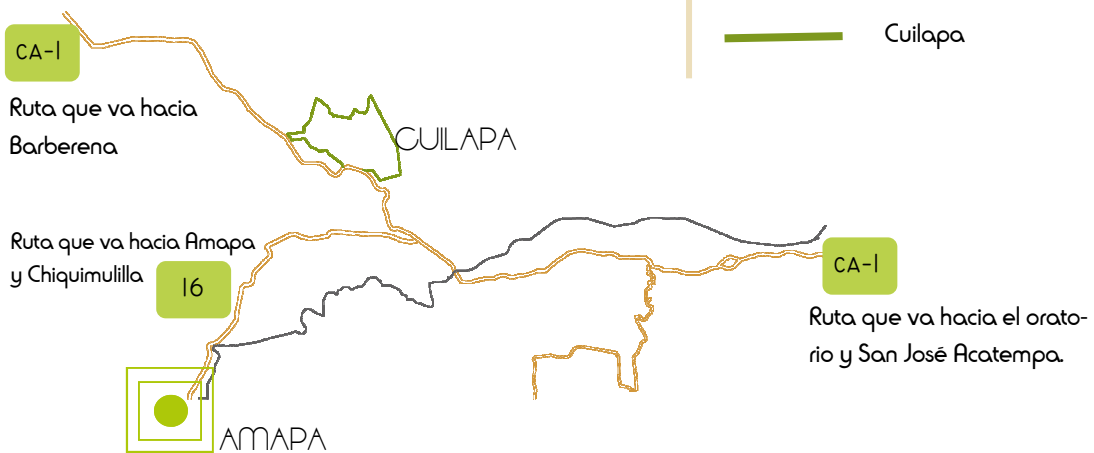 Cuilapa
CA-1
Ruta que va hacia
Barberena
CUILAPA
Ruta que va hacia Amapa
y Chiquimulilla
16
CA-1
Ruta que va hacia el orato-
rio y San José Acatempa.
AMAPA